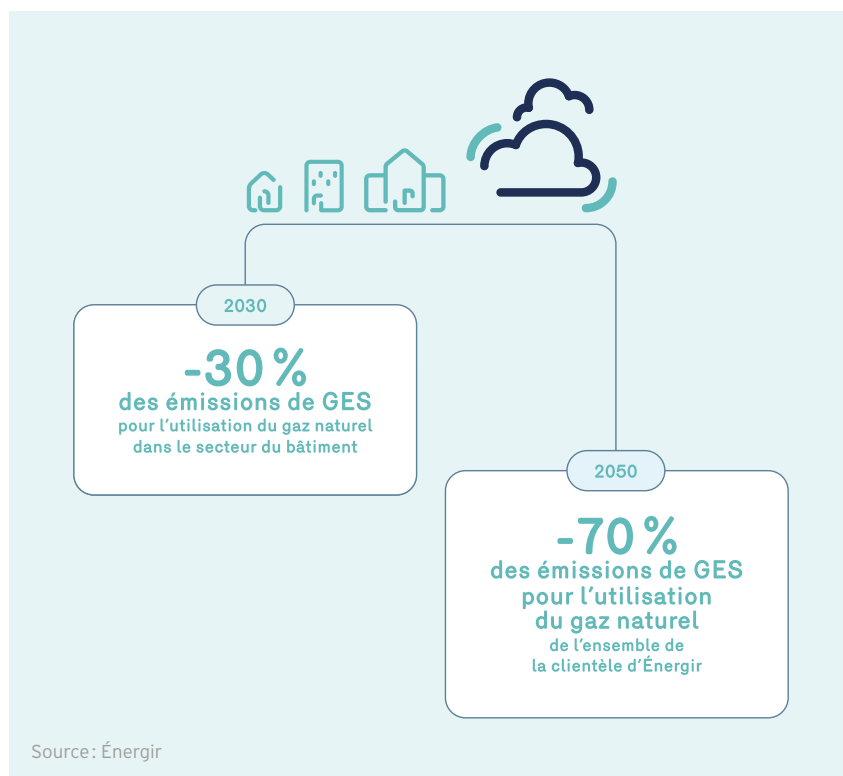 2030
-30 %
des émissions de GES
pour l’utilisation du gaz naturel
dans le secteur du bâtiment
2050
-70 %
des émissions de GES
pour l’utilisation
du gaz naturel
de l’ensemble de
la clientèle d’Énergir
Source : Énergir